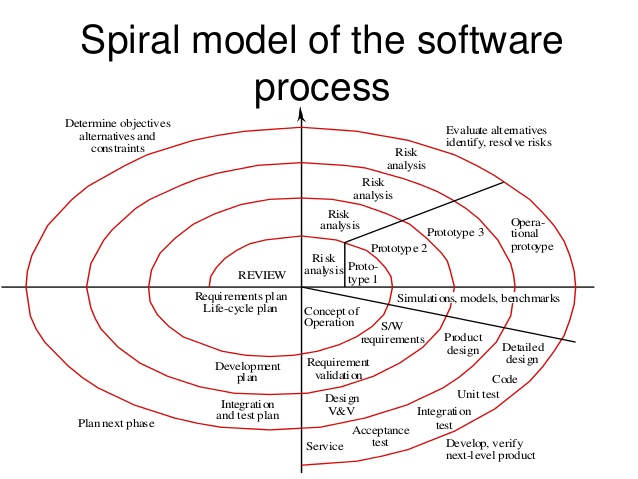 Spiral model of the software
process
Determine objectives
alternatives and
constraints
Evaluate alternatives
identify, resolve risks
Risk
analysis
Risk
analysis
Risk
analysis
Risk
analysis
Proto-
type 1
Prototype 2
Prototype 3
Opera-
tional
protoype
REVIEW
Requirements plan
Life-cycle plan
Concept of
Operation
Simulations, models, benchmarks
S/W
requirements
Product
design
Detailed
design
Development
plan
Requirement
validation
Code
Unit test
Integration
and test plan
Design
V&V
Integration
test
Plan next phase
Acceptance
test
Service
Develop, verify
next-level product